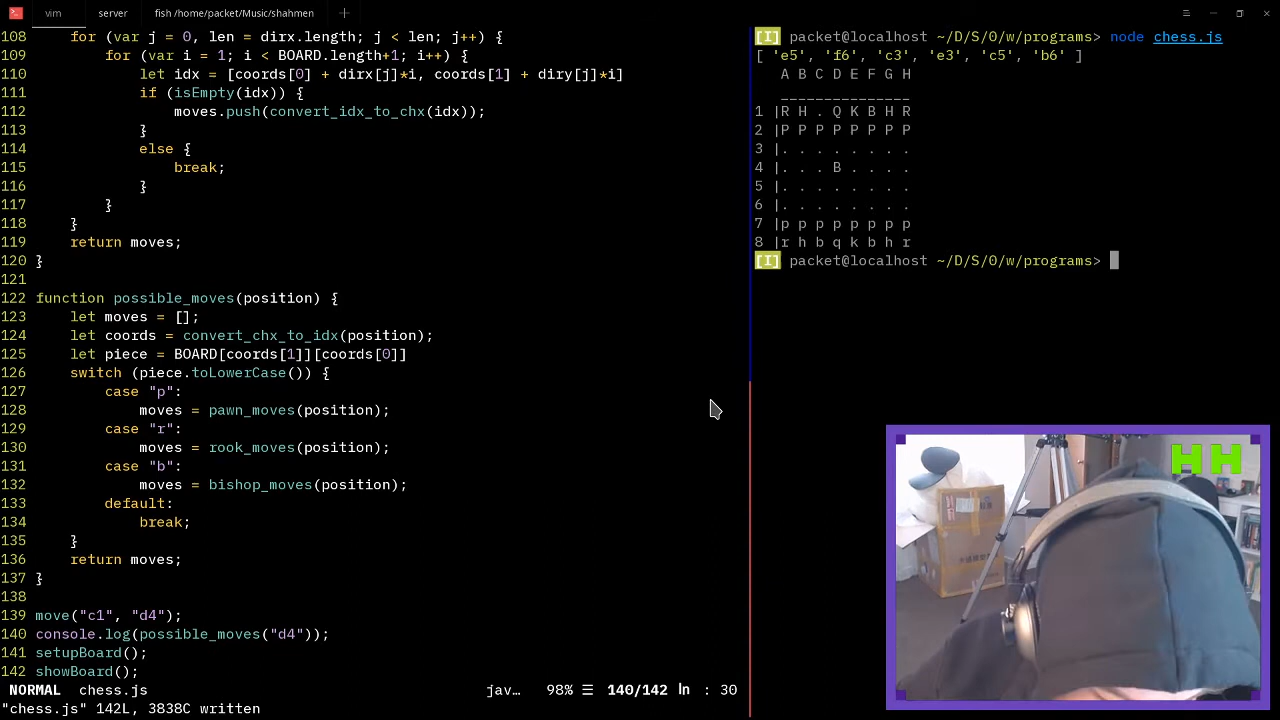 vim server fish /home/packet/Music/shahmen
108 for (var j = 0, len = dirx.length; j < len; j++) {
109 for (var i = 1; i < BOARD.length+1; i++) {
110 let idx = [coords[0] + dirx[j]*i, coords[1] + diry[j]*i]
111 if (isEmpty(idx)) {
112 moves.push(convert_idx_to_chx(idx));
113 }
114 else {
115 break;
116 }
117 }
118 }
119 return moves;
120 }
121
122 function possible_moves(position) {
123 let moves = [];
124 let coords = convert_chx_to_idx(position);
125 let piece = BOARD[coords[1]][coords[0]]
126 switch (piece.toLowerCase()) {
127 case "p":
128 moves = pawn_moves(position);
129 case "r":
130 moves = rook_moves(position);
131 case "b":
132 moves = bishop_moves(position);
133 default:
134 break;
135 }
136 return moves;
137 }
138
139 move("c1", "d4");
140 console.log(possible_moves("d4"));
141 setupBoard();
142 showBoard();
NORMAL chess.js jav… 98% ☰ 140/142 ln : 30
"chess.js" 142L, 3838C written
[I] packet@localhost ~/D/S/0/w/programs> node chess.js
[ 'e5', 'f6', 'c3', 'e3', 'c5', 'b6' ]
A B C D E F G H
_______________
1 |R H . Q K B H R
2 |P P P P P P P P
3 |. . . . . . . .
4 |. . . B . . . .
5 |. . . . . . . .
6 |. . . . . . . .
7 |p p p p p p p p
8 |r h b q k b h r
[I] packet@localhost ~/D/S/0/w/programs>
HH